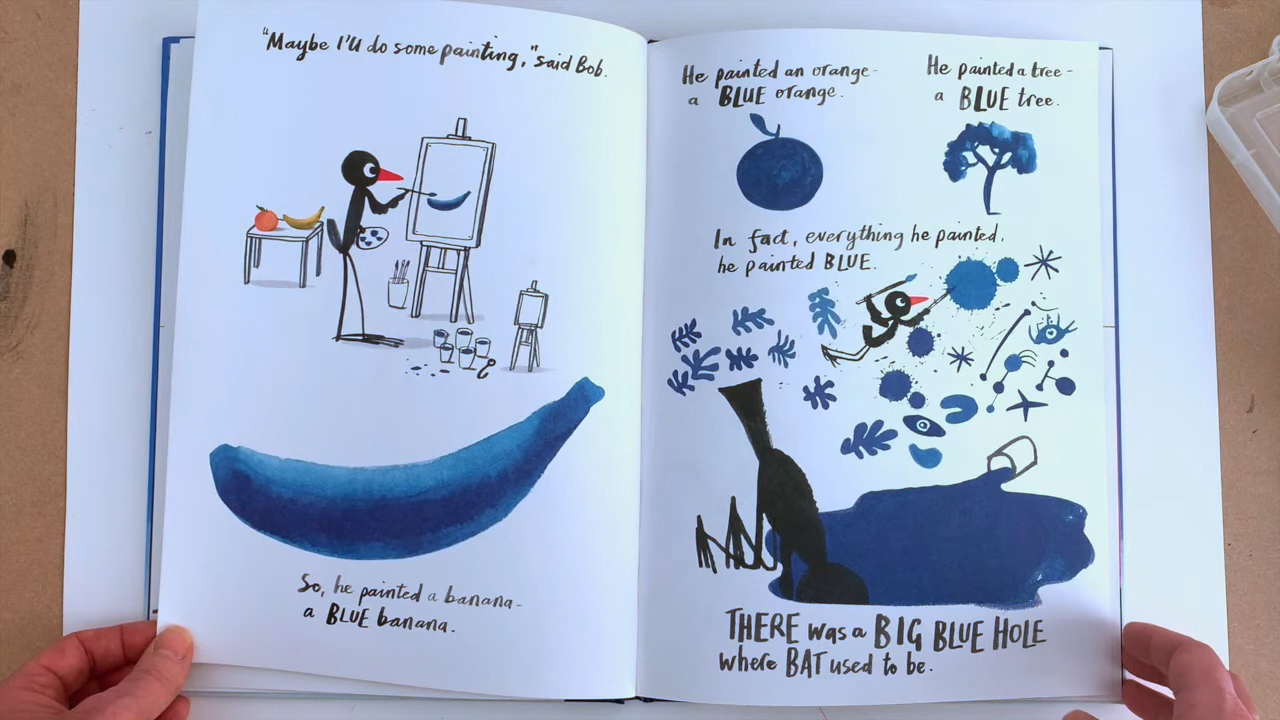 "Maybe I'll do some painting," said Bob.
So, he painted a banana-
a BLUE banana.
He painted an orange-
a BLUE orange.
He painted a tree-
a BLUE tree.
In fact, everything he painted,
he painted BLUE.
THERE was a BIG BLUE HOLE
where BAT used to be.